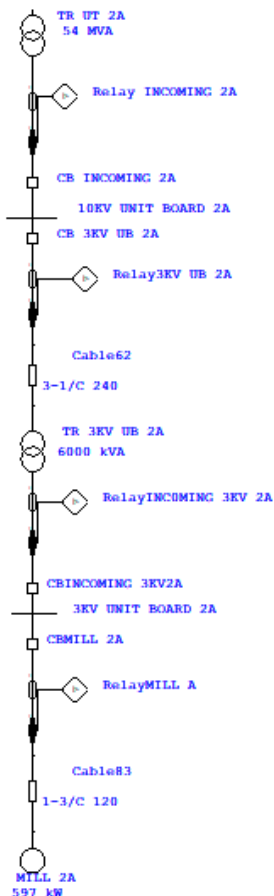 TR UT 2A
54 MVA
Relay INCOMING 2A
CB INCOMING 2A
10KV UNIT BOARD 2A
CB 3KV UB 2A
Relay3KV UB 2A
Cable62
3-1/C 240
TR 3KV UB 2A
6000 kVA
RelayINCOMING 3KV 2A
CBINCOMING 3KV2A
3KV UNIT BOARD 2A
CBMILL 2A
RelayMILL A
Cable83
1-3/C 120
MILL 2A
597 kW